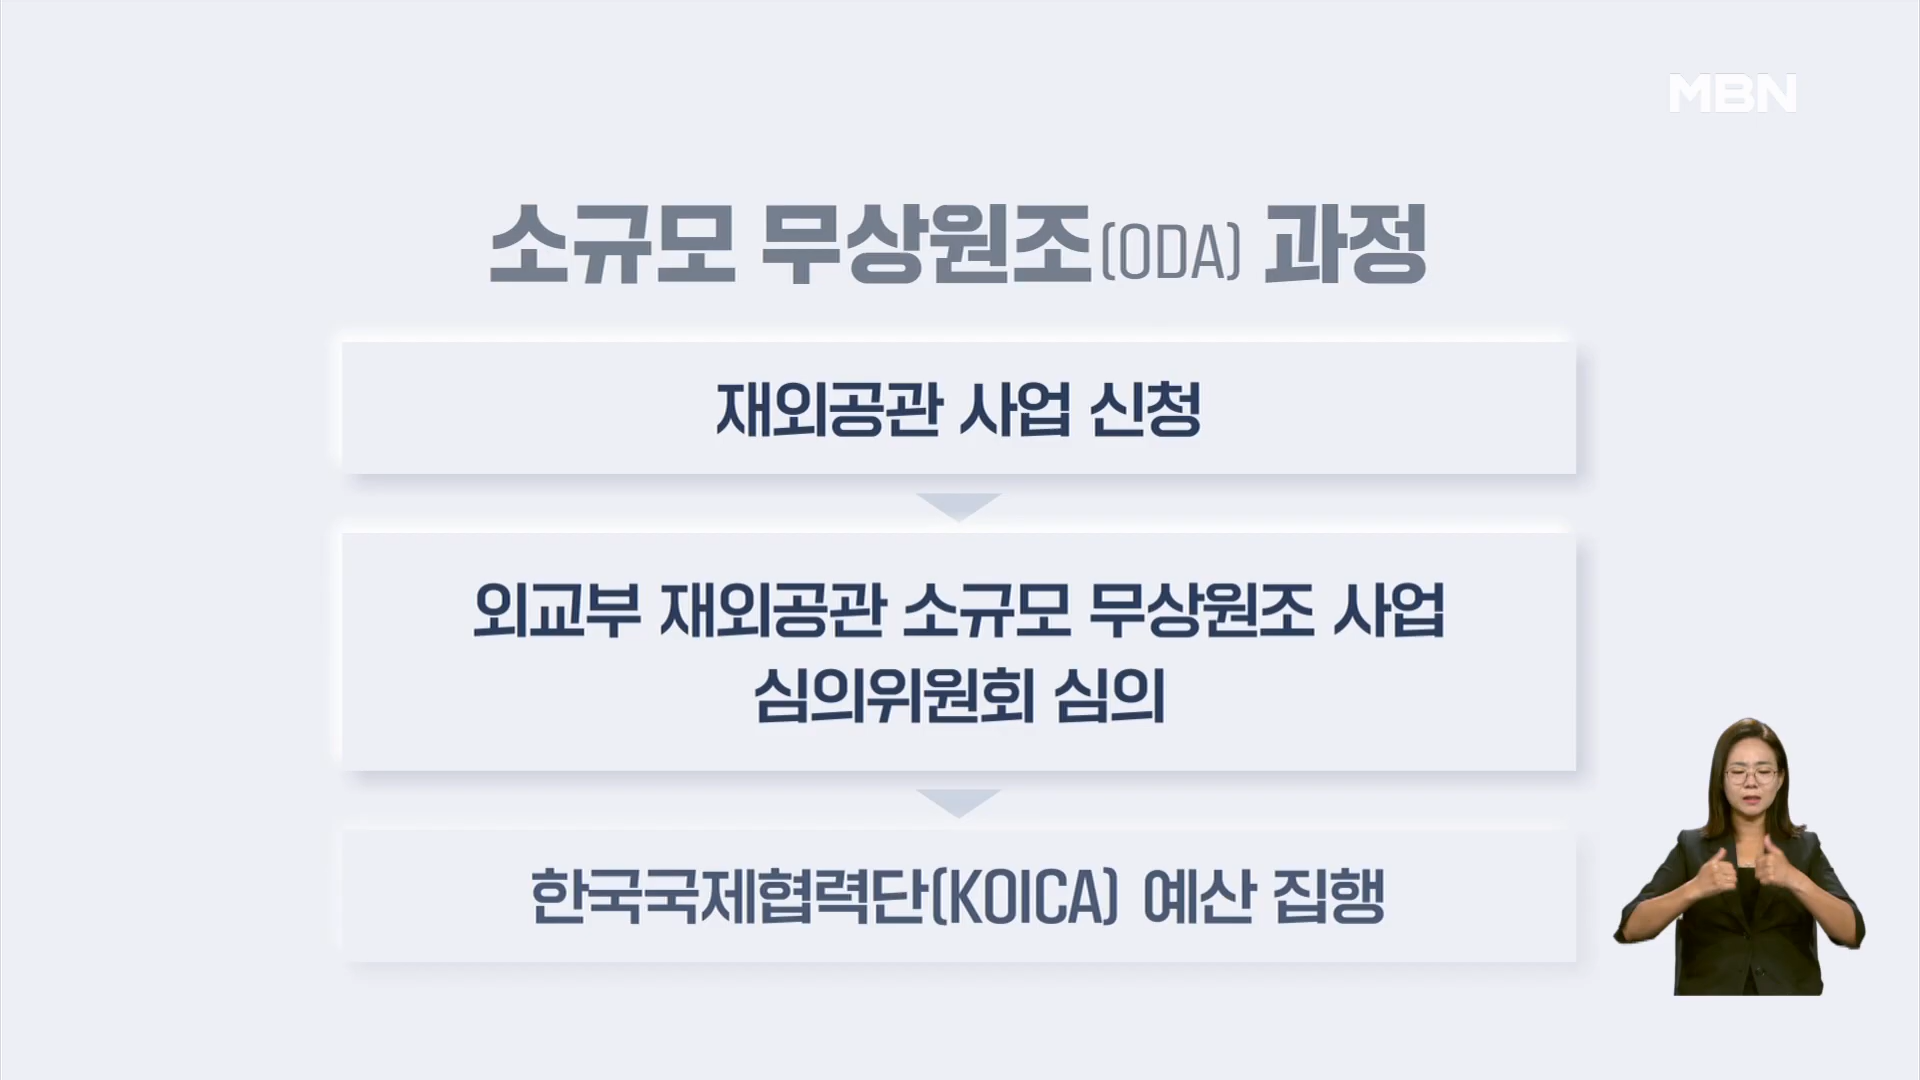 MBN
소규모 무상원조(ODA) 과정
재외공관 사업 신청
외교부 재외공관 소규모 무상원조 사업
심의위원회 심의
한국국제협력단(KOICA) 예산 집행